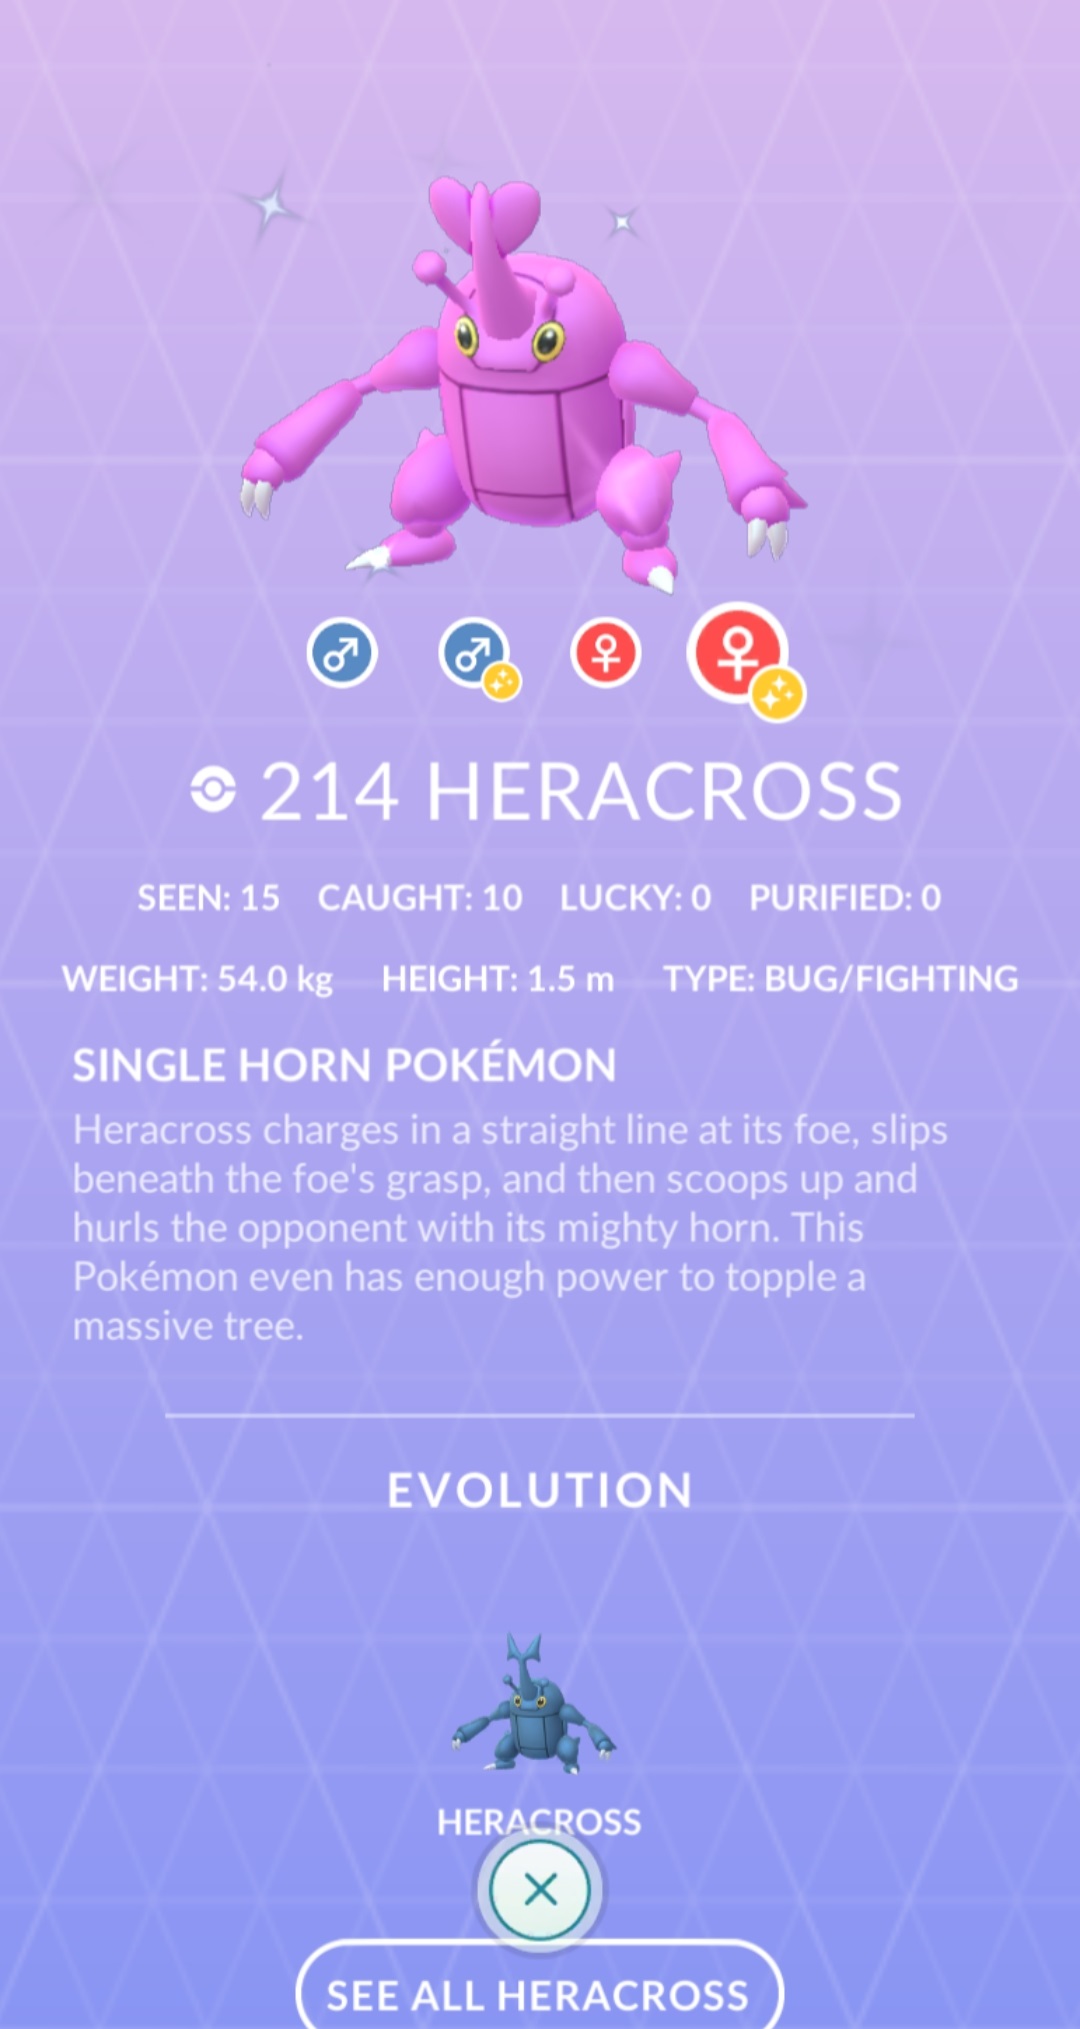 214 HERACROSS
SEEN: 15 CAUGHT: 10 LUCKY: 0 PURIFIED: 0
WEIGHT: 54.0 kg HEIGHT: 1.5 m TYPE: BUG/FIGHTING
SINGLE HORN POKÉMON
Heracross charges in a straight line at its foe, slips
beneath the foe's grasp, and then scoops up and
hurls the opponent with its mighty horn. This
Pokémon even has enough power to topple a
massive tree.
EVOLUTION
HERACROSS
SEE ALL HERACROSS